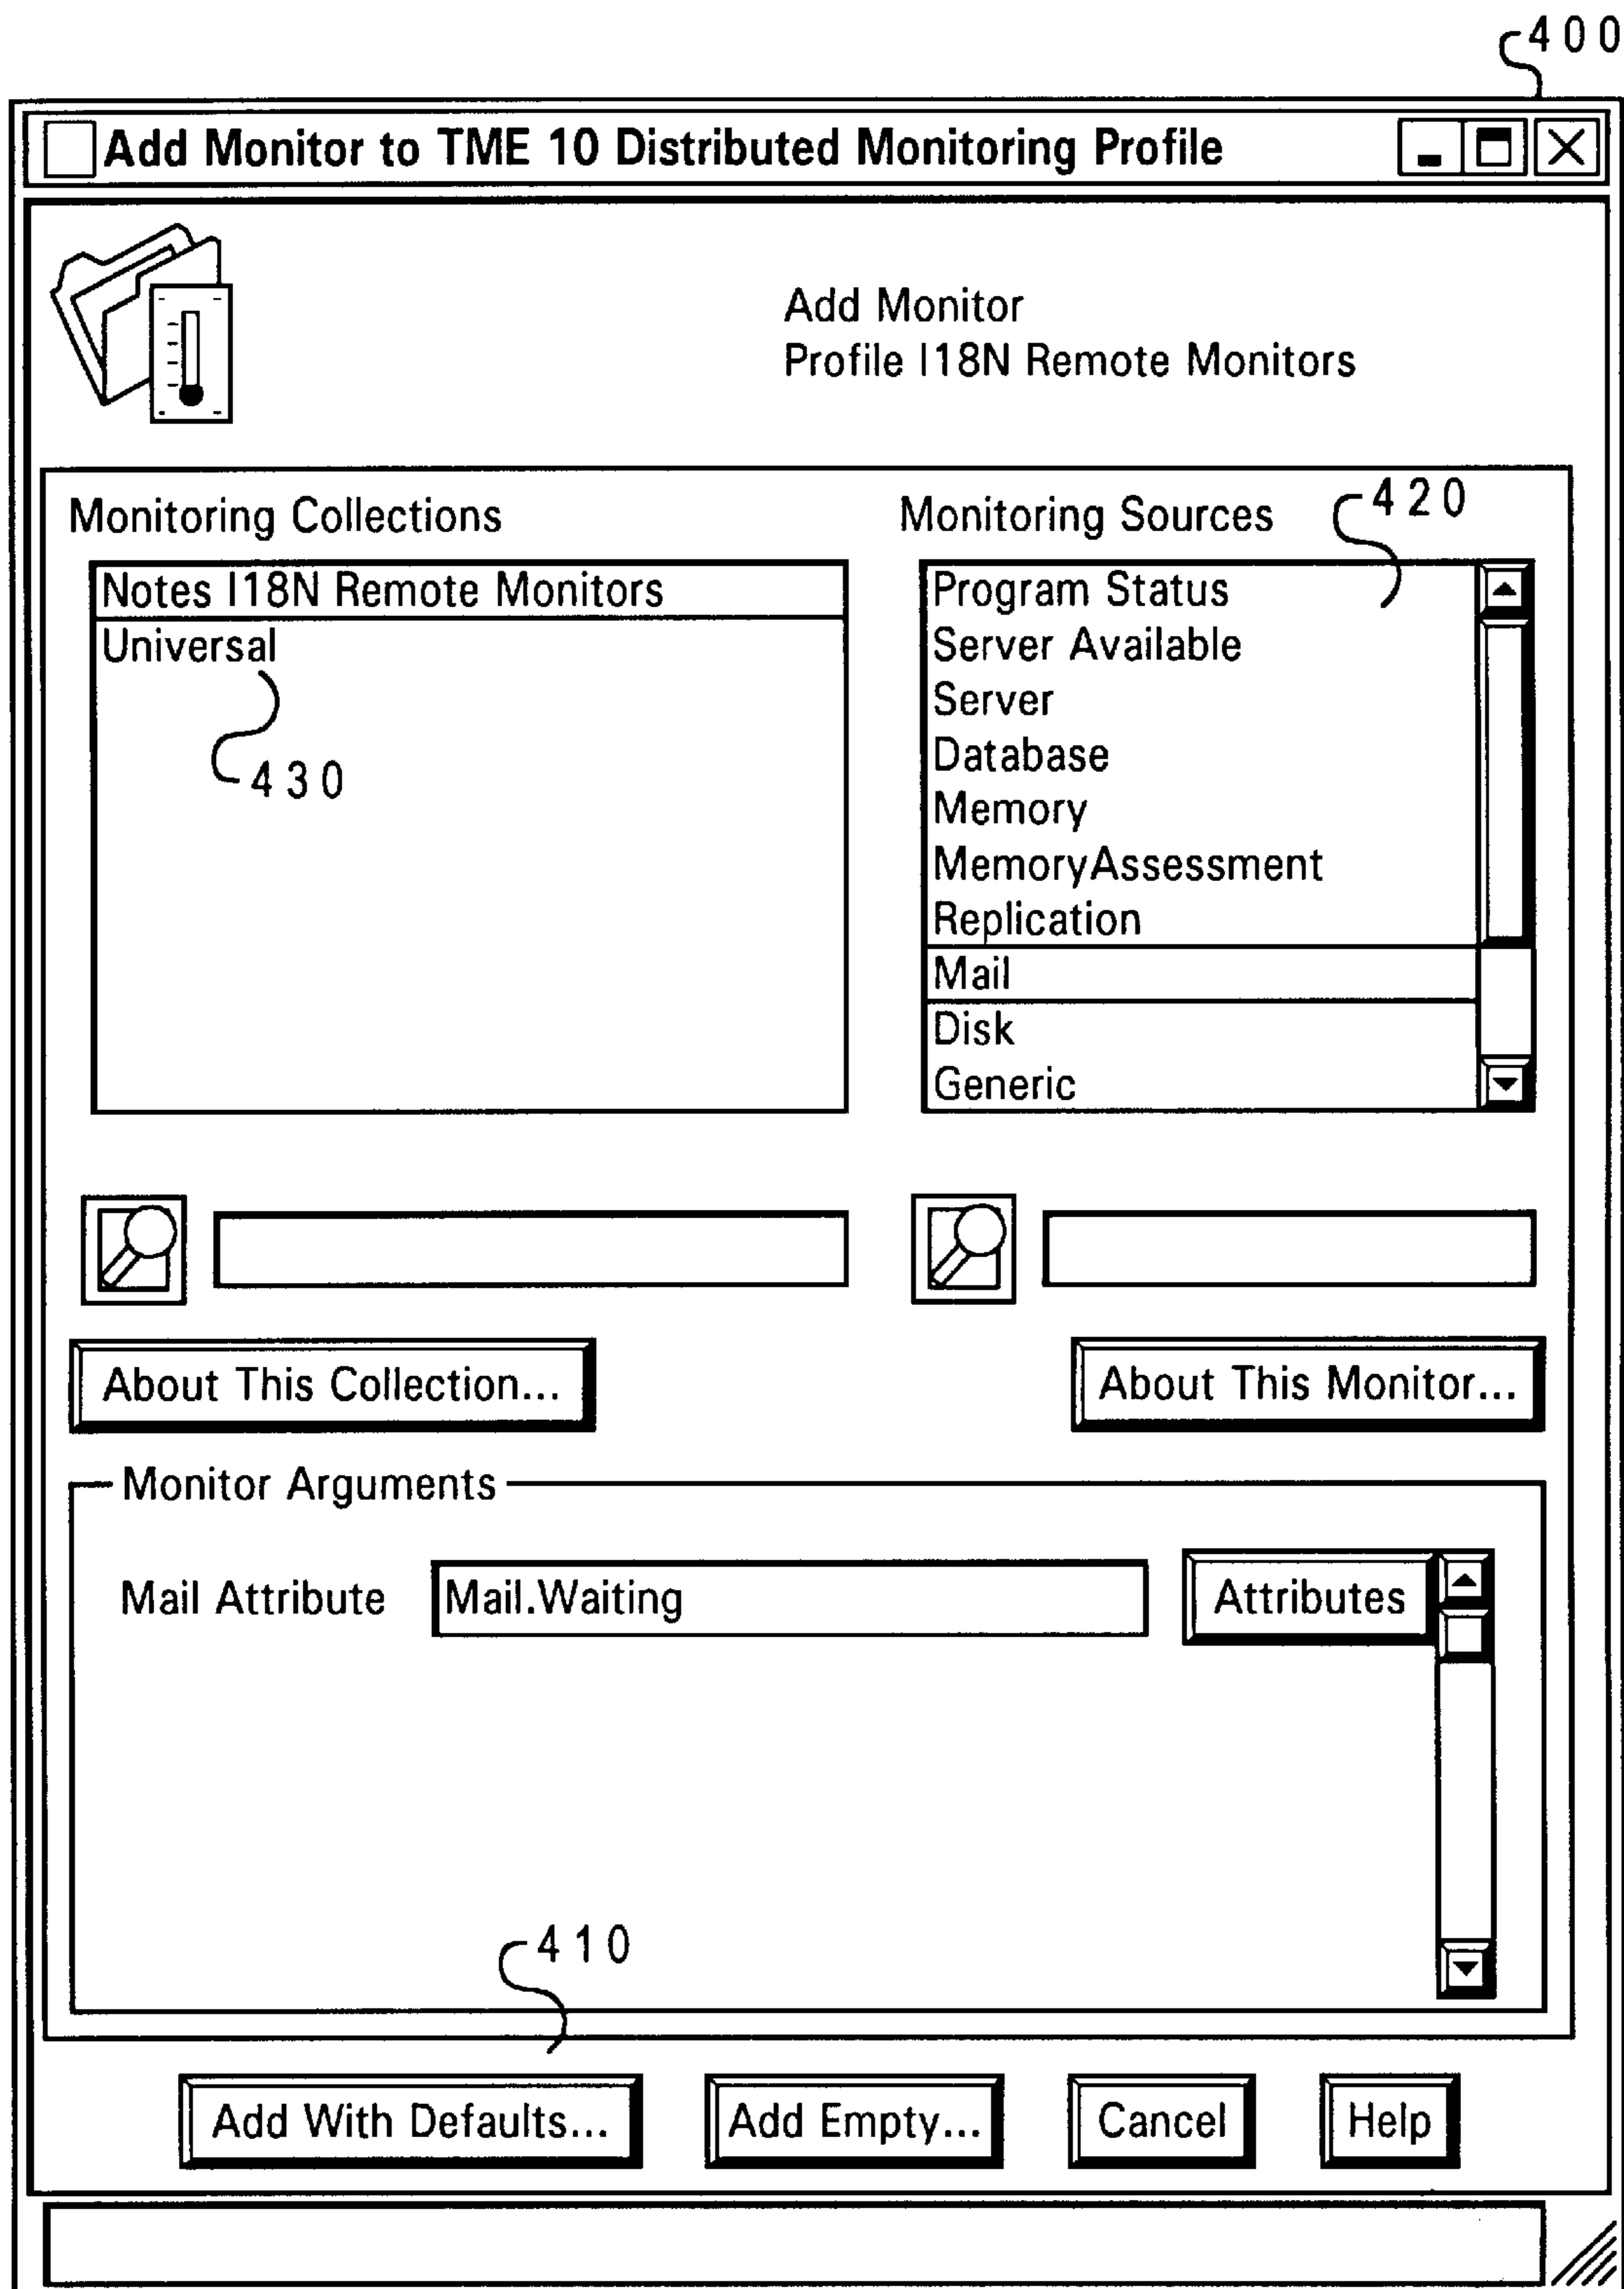 400
Add Monitor to TME 10 Distributed Monitoring Profile
Add Monitor
Profile I18N Remote Monitors
Monitoring Collections
Notes I18N Remote Monitors
Universal
430
Monitoring Sources
420
Program Status
Server Available
Server
Database
Memory
MemoryAssessment
Replication
Mail
Disk
Generic
About This Collection...
About This Monitor...
Monitor Arguments
Mail Attribute
Mail.Waiting
Attributes
410
Add With Defaults...
Add Empty...
Cancel
Help